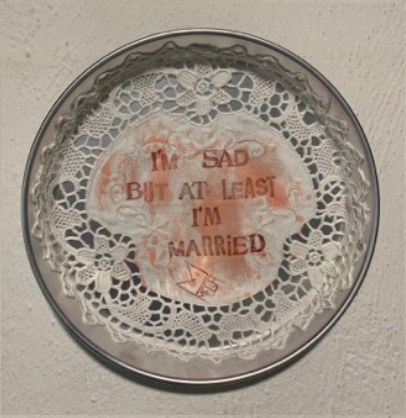 I'M SAD
BUT AT LEAST
I'M
MARRIED